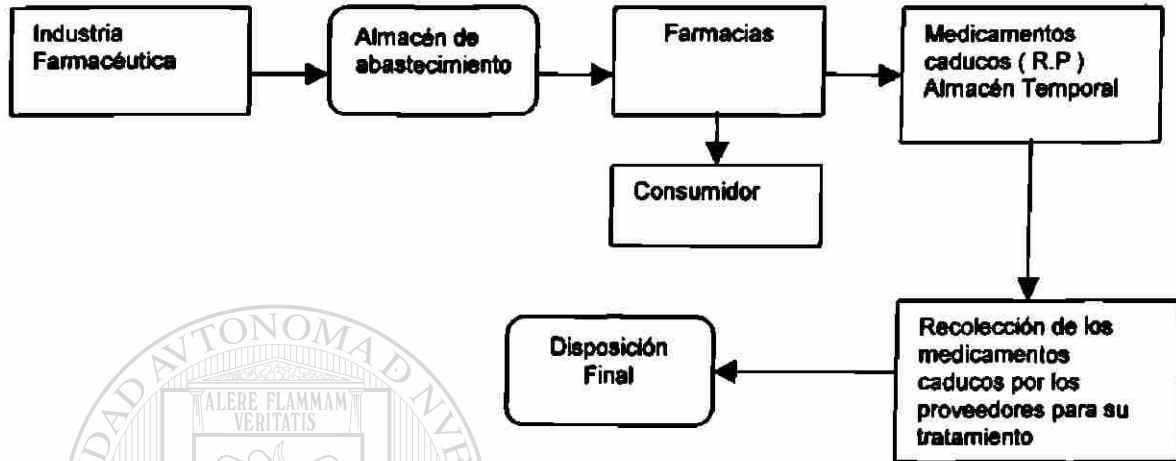 Industria
Farmacéutica
Almacén de
abastecimiento
Farmacias
Medicamentos
caducos ( R.P )
Almacén Temporal
Consumidor
Disposición
Final
Recolección de los
medicamentos
caducos por los
proveedores para su
tratamiento
ALERE FLAMMAM
VERITATIS